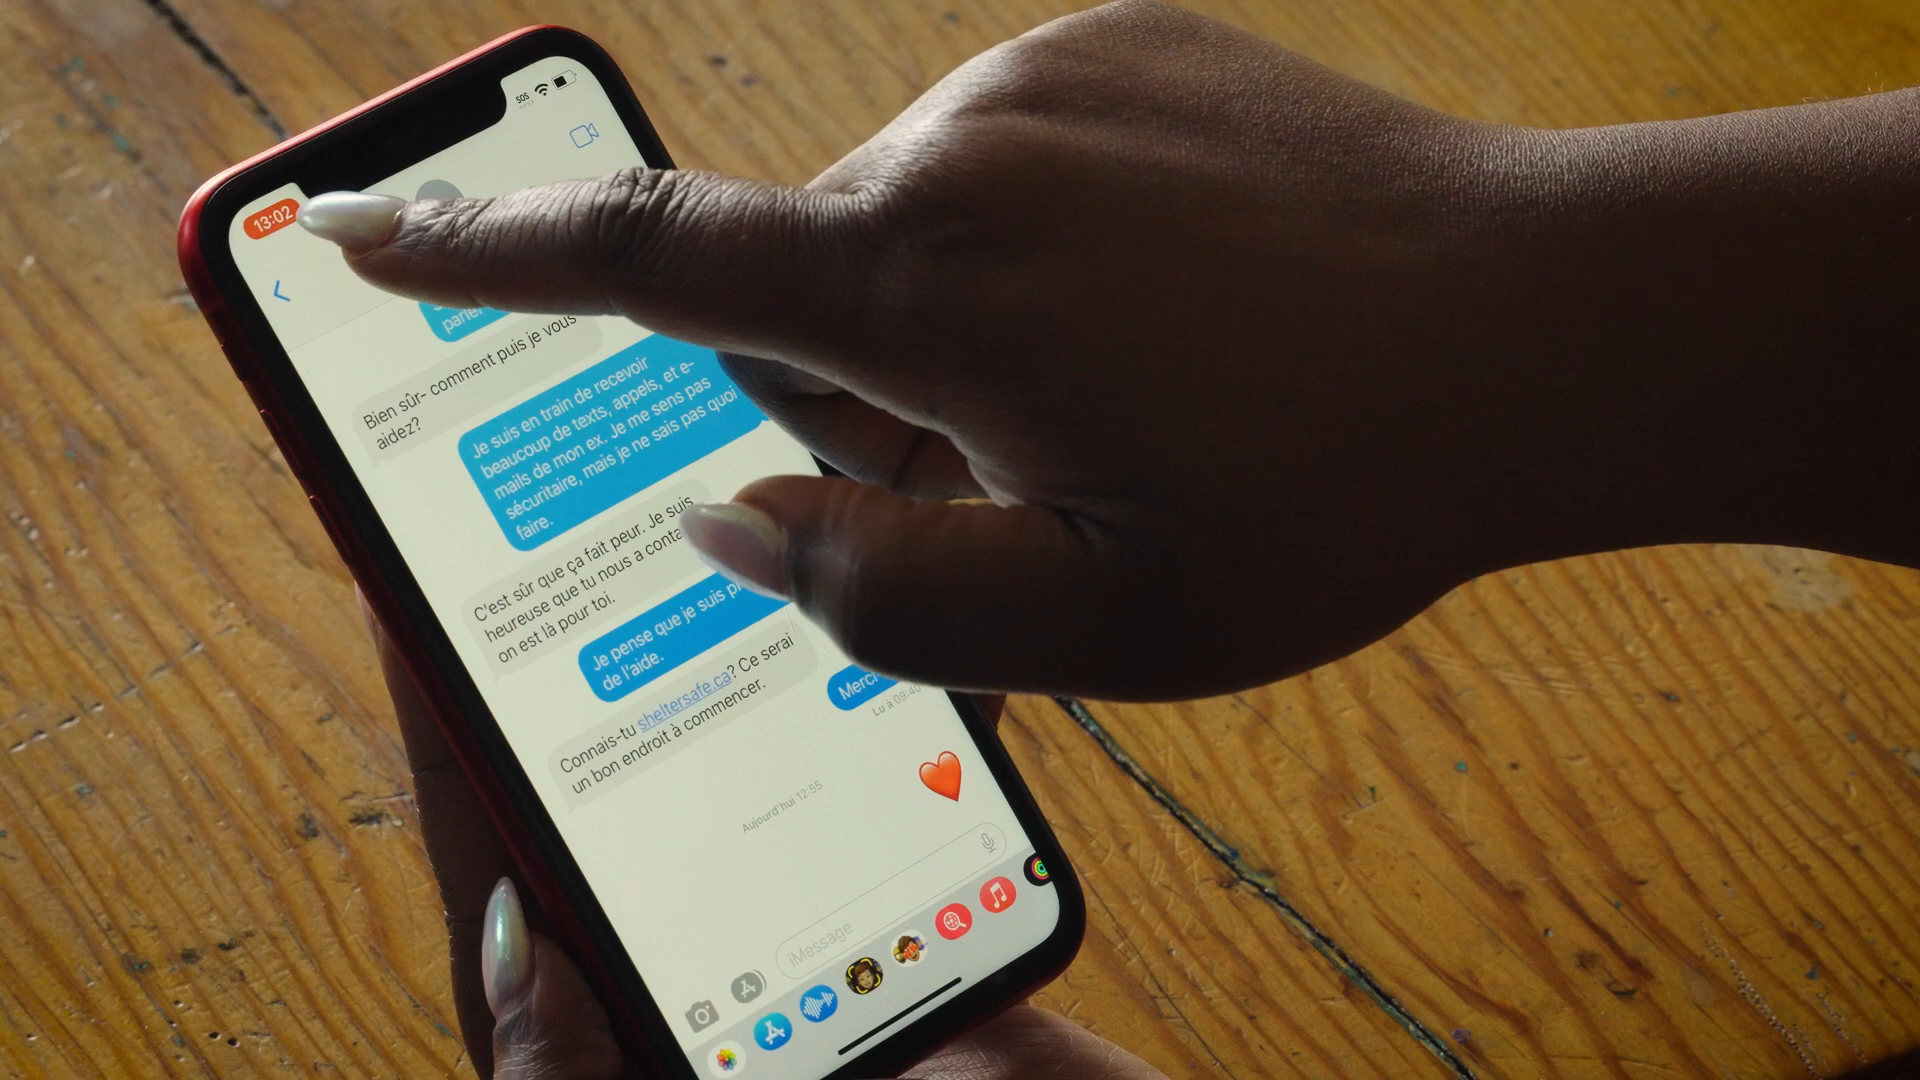 SOS
13:02
parler
Bien sûr- comment puis je vous
aidez?
Je suis en train de recevoir
beaucoup de texts, appels, et e-
mails de mon ex. Je me sens pas
sécuritaire, mais je ne sais pas quoi
faire.
C'est sûr que ça fait peur. Je suis
heureuse que tu nous a
on est là pour toi.
Je pense que je suis
de l'aide.
Connais-tu sheltersafe.ca? Ce serai
un bon endroit à commencer.
Merci
Lu à 09:40
Aujourd'hui 12:55
iMessage